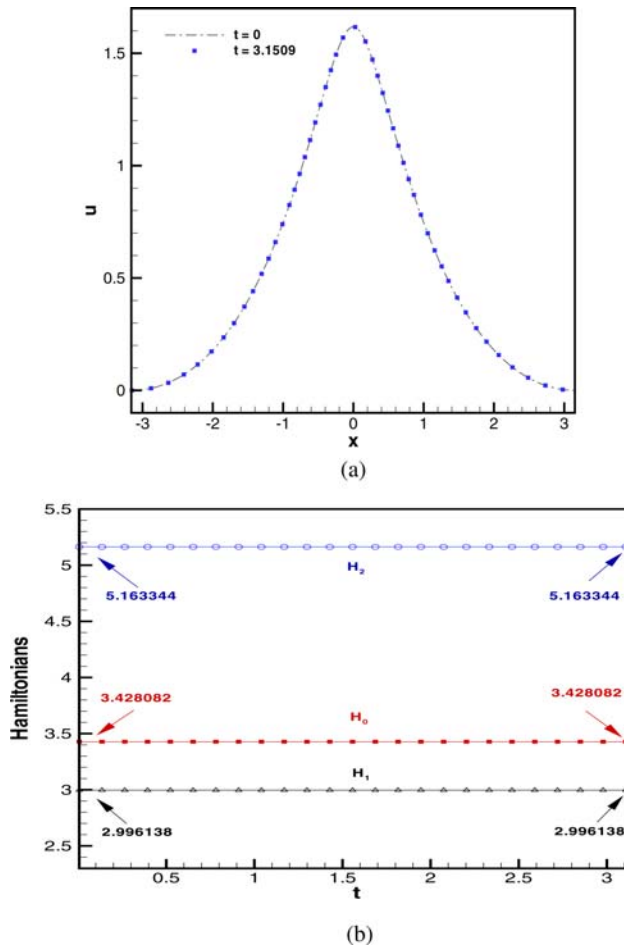 t = 0
t = 3.1509
1.5
1
0.5
0
u
-3 -2 -1 0 1 2 3
x
(a)
5.5
5
4.5
4
3.5
3
2.5
Hamiltonians
H₂
5.163344 5.163344
3.428082 3.428082
H₀
H₁
2.996138 2.996138
0.5 1 1.5 2 2.5 3
t
(b)